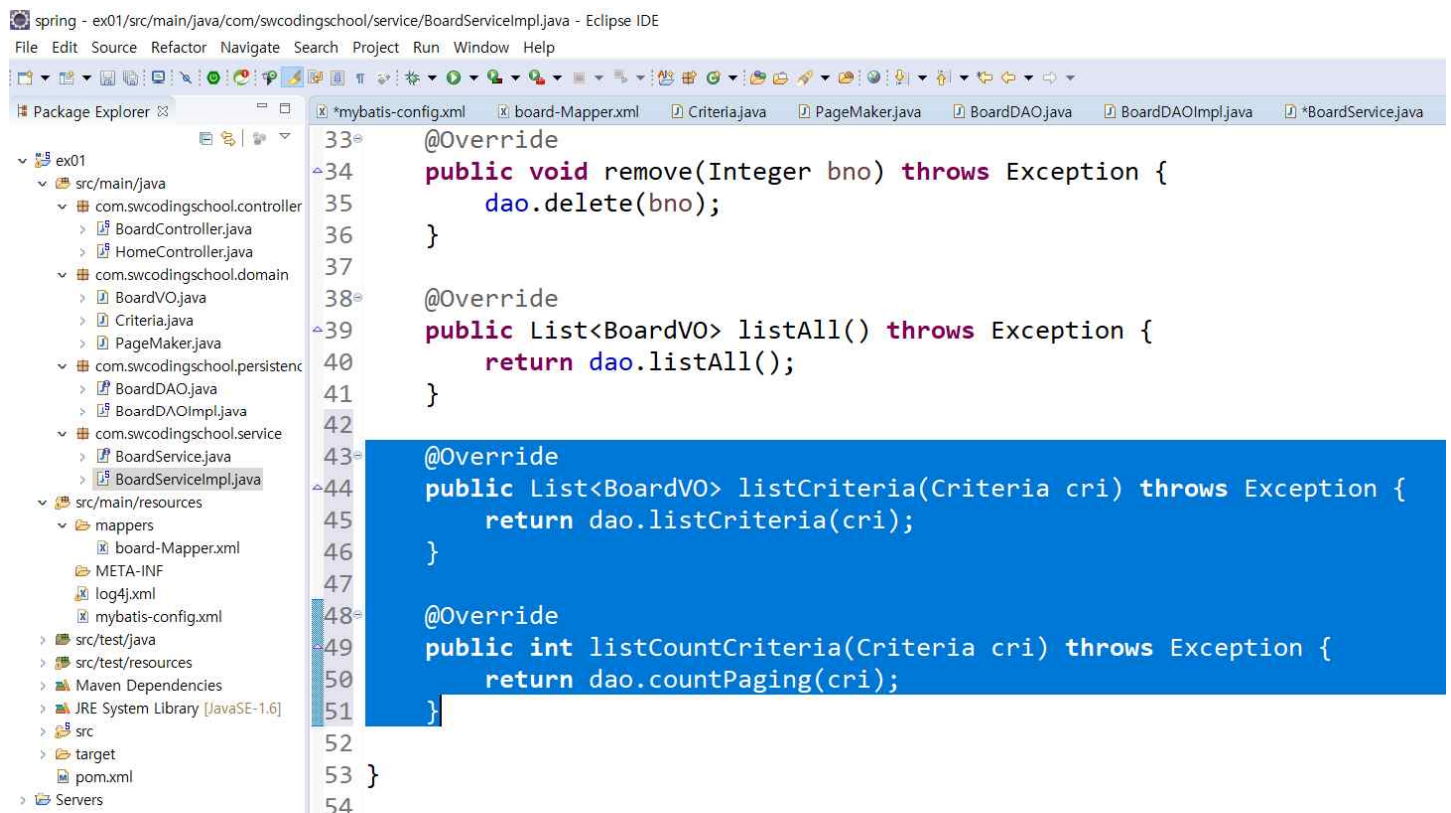 spring - ex01/src/main/java/com/swcodingschool/service/BoardServiceImpl.java - Eclipse IDE
File Edit Source Refactor Navigate Search Project Run Window Help
Package Explorer
*mybatis-config.xml board-Mapper.xml Criteria.java PageMaker.java BoardDAO.java BoardDAOImpl.java *BoardService.java
ex01
src/main/java
com.swcodingschool.controller
BoardController.java
HomeController.java
com.swcodingschool.domain
BoardVO.java
Criteria.java
PageMaker.java
com.swcodingschool.persistenc
BoardDAO.java
BoardDAOImpl.java
com.swcodingschool.service
BoardService.java
BoardServiceImpl.java
src/main/resources
mappers
board-Mapper.xml
META-INF
log4j.xml
mybatis-config.xml
src/test/java
src/test/resources
Maven Dependencies
JRE System Library [JavaSE-1.6]
src
target
pom.xml
Servers
33 @Override
34 public void remove(Integer bno) throws Exception {
35 dao.delete(bno);
36 }
37
38 @Override
39 public List<BoardVO> listAll() throws Exception {
40 return dao.listAll();
41 }
42
43 @Override
44 public List<BoardVO> listCriteria(Criteria cri) throws Exception {
45 return dao.listCriteria(cri);
46 }
47
48 @Override
49 public int listCountCriteria(Criteria cri) throws Exception {
50 return dao.countPaging(cri);
51 }
52
53 }
54